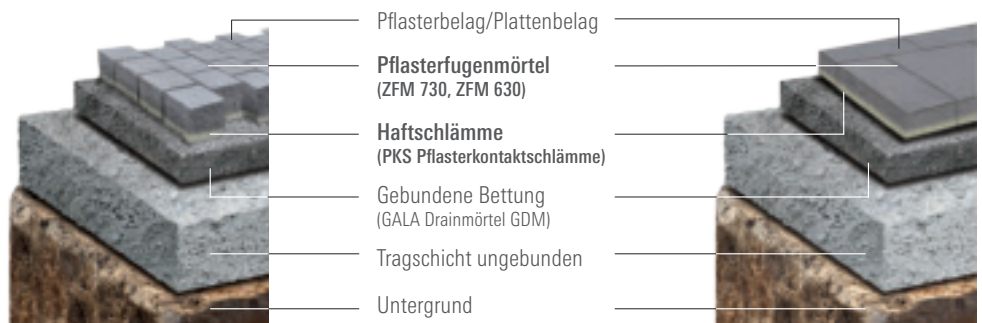 Pflasterbelag/Plattenbelag
Pflasterfugenmörtel
(ZFM 730, ZFM 630)
Haftschlämme
(PKS Pflasterkontaktschlämme)
Gebundene Bettung
(GALA Drainmörtel GDM)
Tragschicht ungebunden
Untergrund